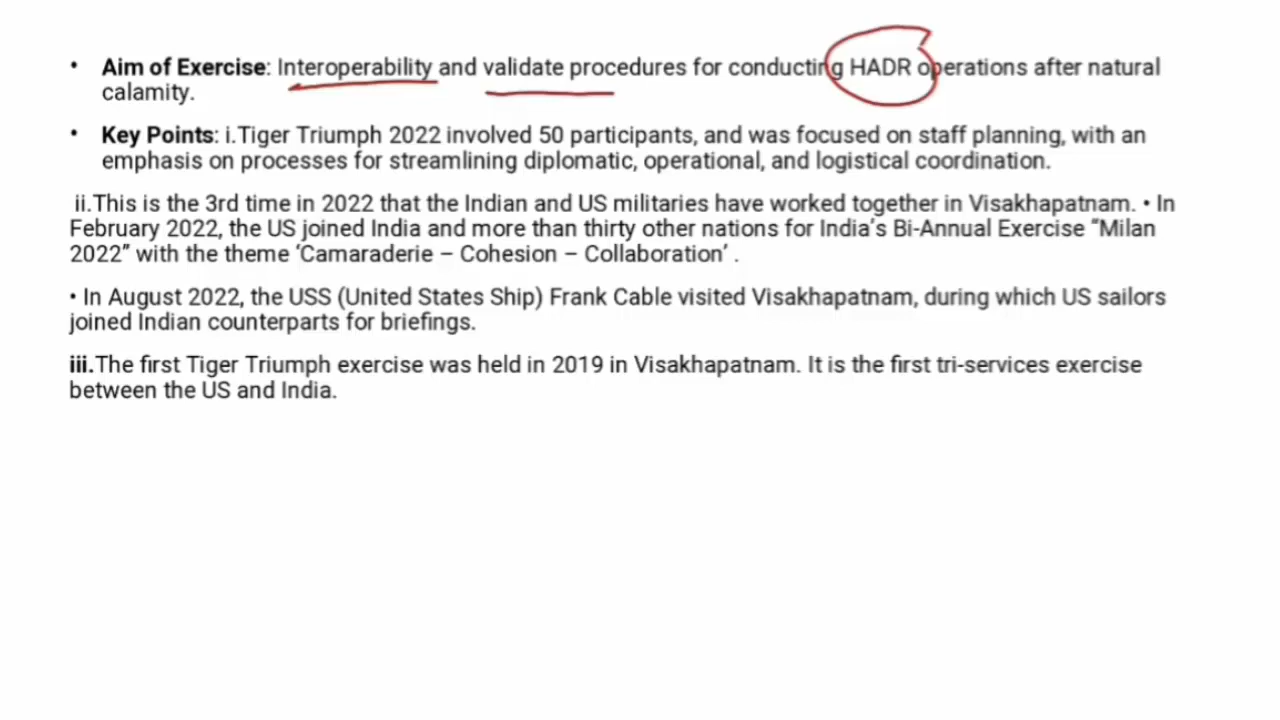 • Aim of Exercise: Interoperability and validate procedures for conducting HADR operations after natural
calamity.
• Key Points: i.Tiger Triumph 2022 involved 50 participants, and was focused on staff planning, with an
emphasis on processes for streamlining diplomatic, operational, and logistical coordination.
ii.This is the 3rd time in 2022 that the Indian and US militaries have worked together in Visakhapatnam. • In
February 2022, the US joined India and more than thirty other nations for India's Bi-Annual Exercise "Milan
2022" with the theme 'Camaraderie – Cohesion – Collaboration' .
• In August 2022, the USS (United States Ship) Frank Cable visited Visakhapatnam, during which US sailors
joined Indian counterparts for briefings.
iii.The first Tiger Triumph exercise was held in 2019 in Visakhapatnam. It is the first tri-services exercise
between the US and India.